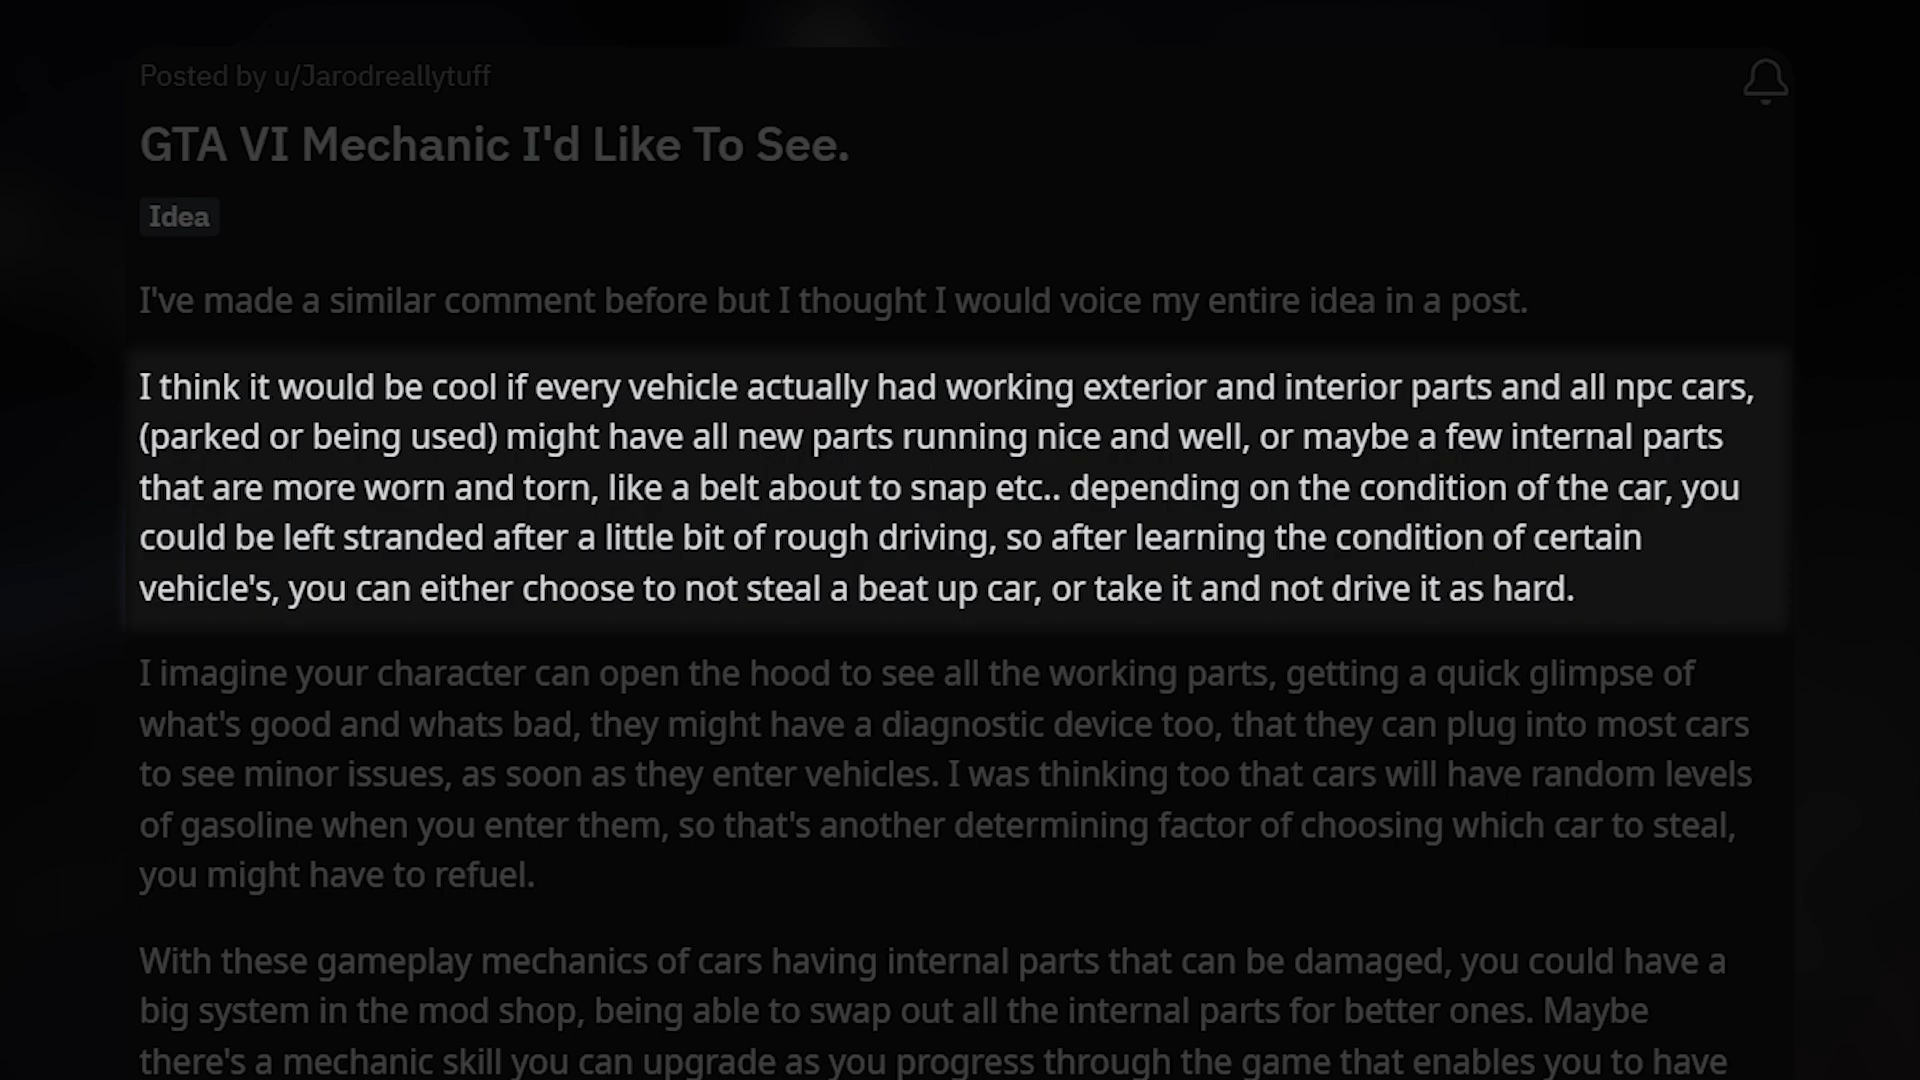 Posted by u/Jarodreallytuff
GTA VI Mechanic I'd Like To See.
Idea
I've made a similar comment before but I thought I would voice my entire idea in a post.
I think it would be cool if every vehicle actually had working exterior and interior parts and all npc cars,
(parked or being used) might have all new parts running nice and well, or maybe a few internal parts
that are more worn and torn, like a belt about to snap etc.. depending on the condition of the car, you
could be left stranded after a little bit of rough driving, so after learning the condition of certain
vehicle's, you can either choose to not steal a beat up car, or take it and not drive it as hard.
I imagine your character can open the hood to see all the working parts, getting a quick glimpse of
what's good and whats bad, they might have a diagnostic device too, that they can plug into most cars
to see minor issues, as soon as they enter vehicles. I was thinking too that cars will have random levels
of gasoline when you enter them, so that's another determining factor of choosing which car to steal,
you might have to refuel.
With these gameplay mechanics of cars having internal parts that can be damaged, you could have a
big system in the mod shop, being able to swap out all the internal parts for better ones. Maybe
there's a mechanic skill you can upgrade as you progress through the game that enables you to have